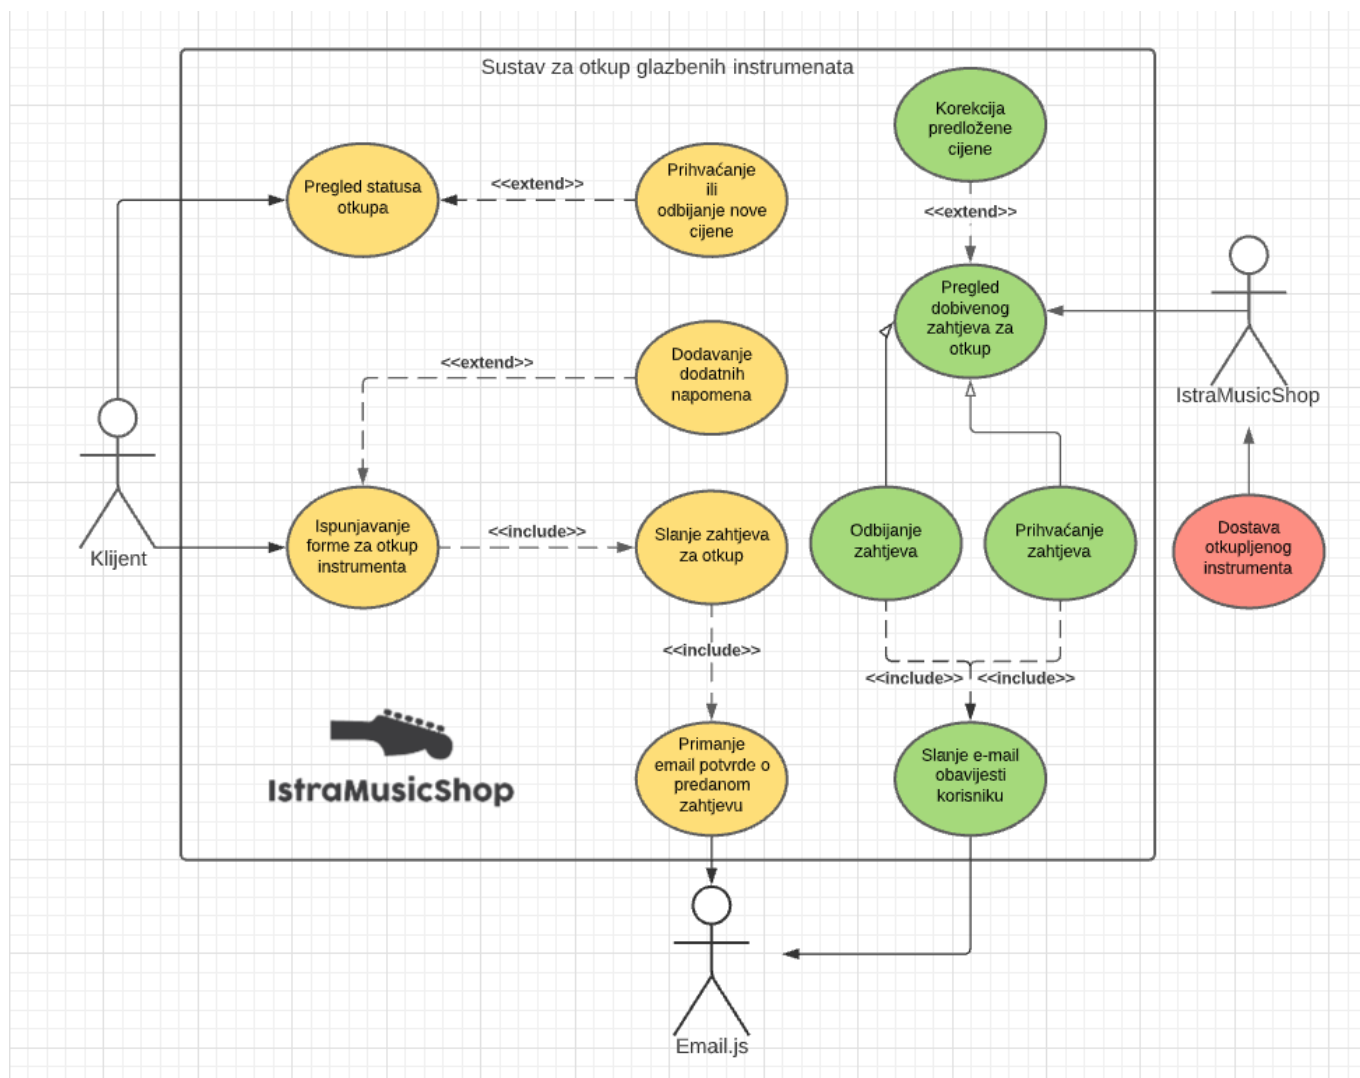 Sustav za otkup glazbenih instrumenata
Pregled statusa
otkupa
<<extend>>
Prihvaćanje
ili
odbijanje nove
cijene
Korekcija
predložene
cijene
<<extend>>
Pregled
dobivenog
zahtjeva za
otkup
IstraMusicShop
<<extend>>
Dodavanje
dodatnih
napomena
Klijent
Ispunjavanje
forme za otkup
instrumenta
<<include>>
Slanje zahtjeva
za otkup
Odbijanje
zahtjeva
Prihvaćanje
zahtjeva
Dostava
otkupljenog
instrumenta
<<include>>
<<include>>
<<include>>
IstraMusicShop
Primanje
email potvrde o
predanom
zahtjevu
Slanje e-mail
obavijesti
korisniku
Email.js